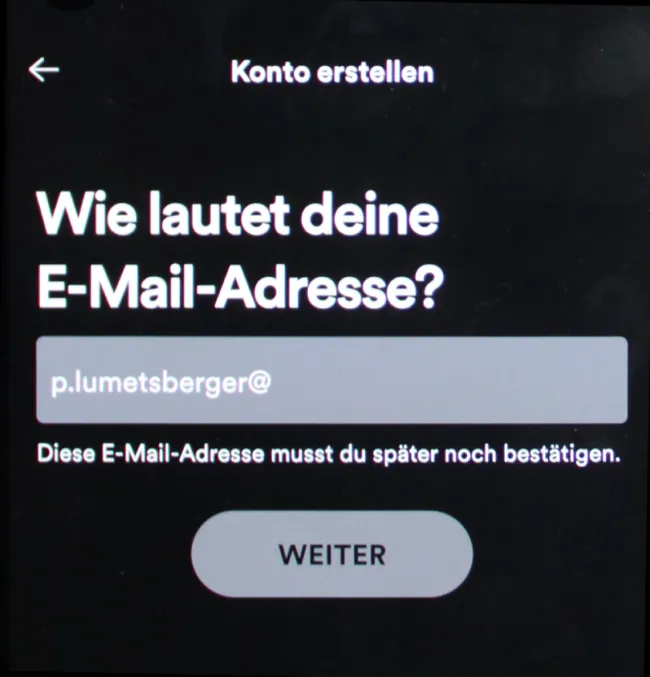 Konto erstellen
Wie lautet deine
E-Mail-Adresse?
p.lumetsberger@
Diese E-Mail-Adresse musst du später noch bestätigen.
WEITER